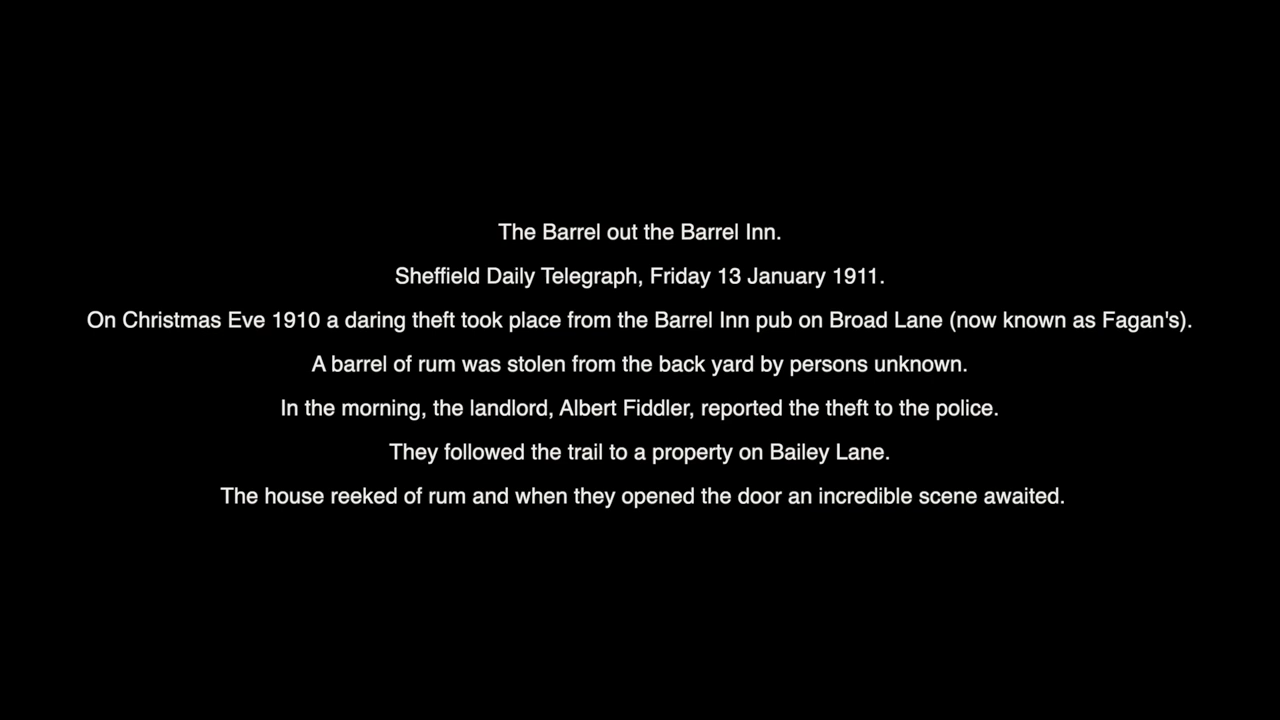 The Barrel out the Barrel Inn.
Sheffield Daily Telegraph, Friday 13 January 1911.
On Christmas Eve 1910 a daring theft took place from the Barrel Inn pub on Broad Lane (now known as Fagan's).
A barrel of rum was stolen from the back yard by persons unknown.
In the morning, the landlord, Albert Fiddler, reported the theft to the police.
They followed the trail to a property on Bailey Lane.
The house reeked of rum and when they opened the door an incredible scene awaited.